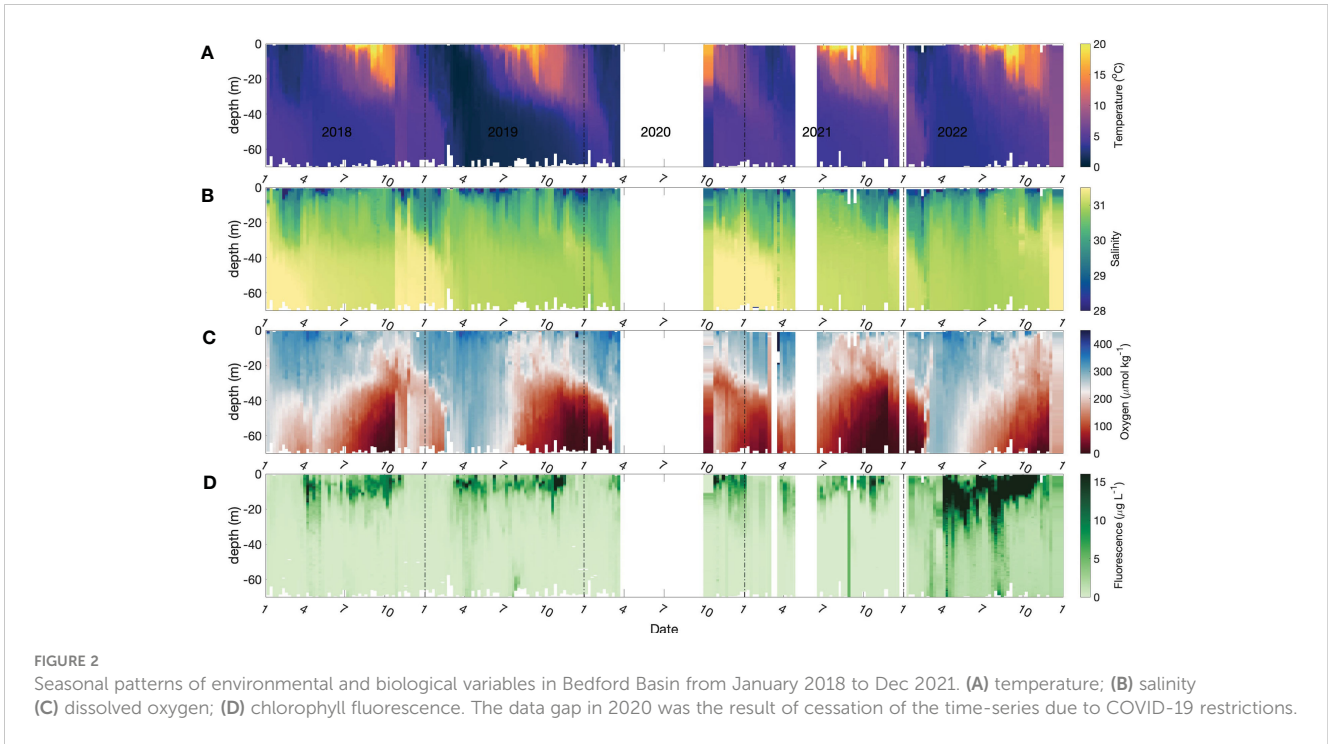 A
0
-20
-40
-60
depth (m)
2018
2019
2020
2021
2022
20
15
10
5
0
Temperature (°C)
1 4 7 10 1 4 7 10 1 4 7 10 1 4 7 10 1 4 7 10 1
B
0
-20
-40
-60
depth (m)
31
30
29
28
Salinity
1 4 7 10 1 4 7 10 1 4 7 10 1 4 7 10 1 4 7 10 1
C
0
-20
-40
-60
depth (m)
400
300
200
100
0
Oxygen (μmol kg⁻¹)
1 4 7 10 1 4 7 10 1 4 7 10 1 4 7 10 1 4 7 10 1
D
0
-20
-40
-60
depth (m)
15
10
5
0
Fluorescence (μg L⁻¹)
1 4 7 10 1 4 7 10 1 4 7 10 1 4 7 10 1 4 7 10 1
Date
FIGURE 2
Seasonal patterns of environmental and biological variables in Bedford Basin from January 2018 to Dec 2021. (A) temperature; (B) salinity
(C) dissolved oxygen; (D) chlorophyll fluorescence. The data gap in 2020 was the result of cessation of the time-series due to COVID-19 restrictions.